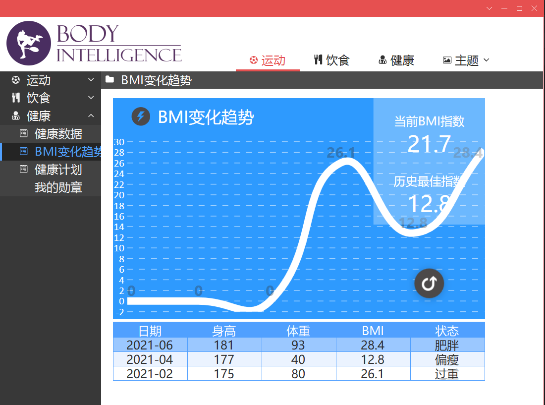 BODY
INTELLIGENCE
运动 饮食 健康 主题
运动
饮食
健康
健康数据
BMI变化趋势
健康计划
我的勋章
BMI变化趋势
BMI变化趋势
当前BMI指数
21.7
历史最佳指数
12.8
30
28
26
24
22
20
18
16
14
12
10
8
6
4
2
0
2
0 0 0 26.1 12.8 28.4
日期 身高 体重 BMI 状态
2021-06 181 93 28.4 肥胖
2021-04 177 40 12.8 偏瘦
2021-02 175 80 26.1 过重